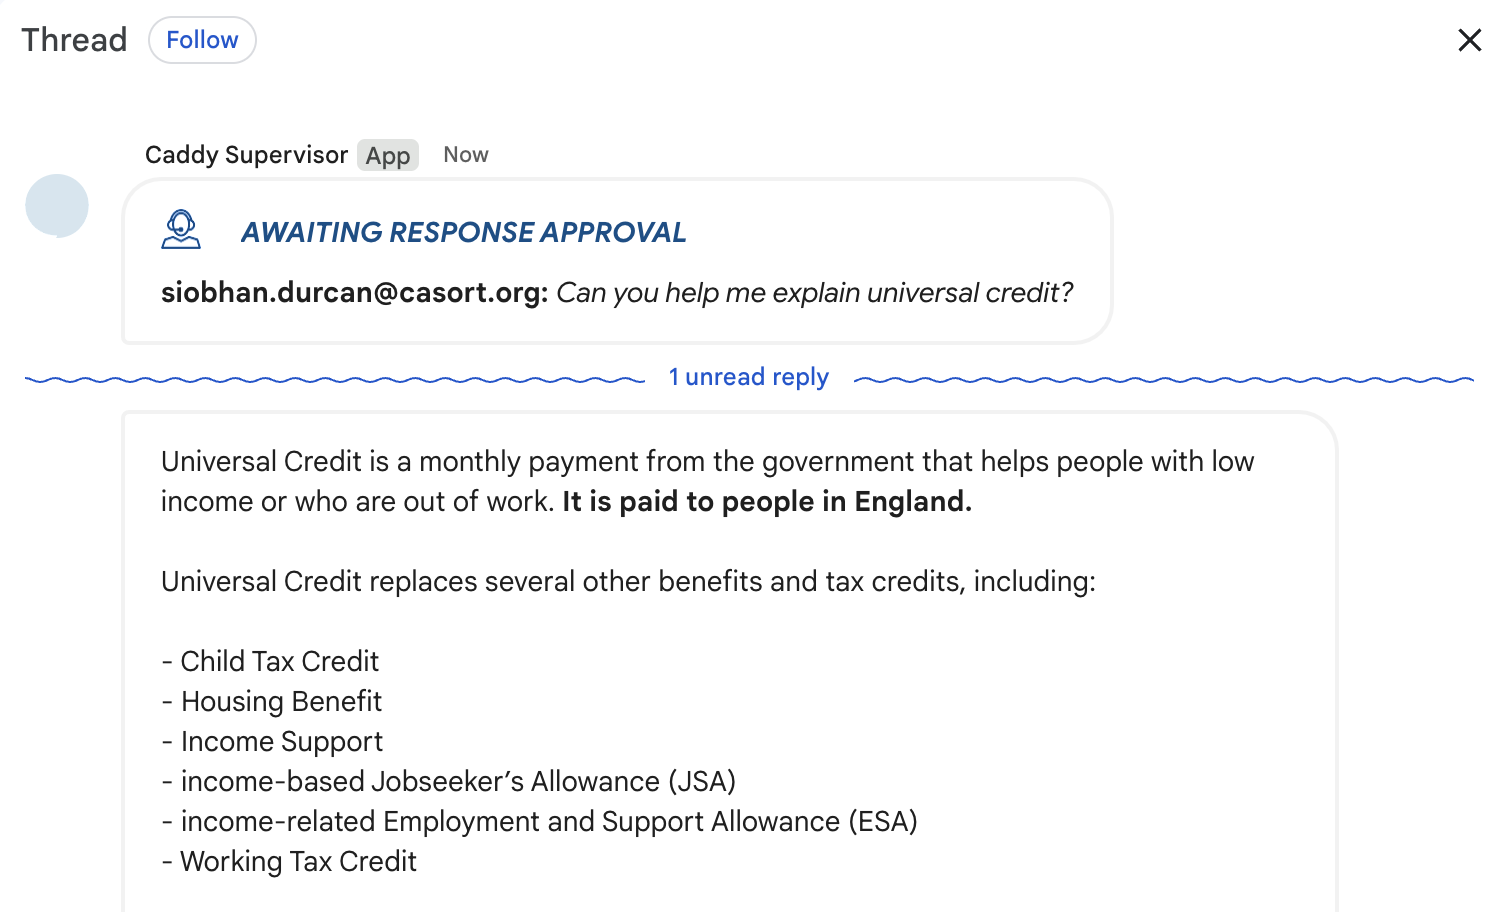 Thread Follow
Caddy Supervisor App Now
AWAITING RESPONSE APPROVAL
siobhan.durcan@casort.org: Can you help me explain universal credit?
1 unread reply
Universal Credit is a monthly payment from the government that helps people with low
income or who are out of work. It is paid to people in England.
Universal Credit replaces several other benefits and tax credits, including:
- Child Tax Credit
- Housing Benefit
- Income Support
- income-based Jobseeker’s Allowance (JSA)
- income-related Employment and Support Allowance (ESA)
- Working Tax Credit